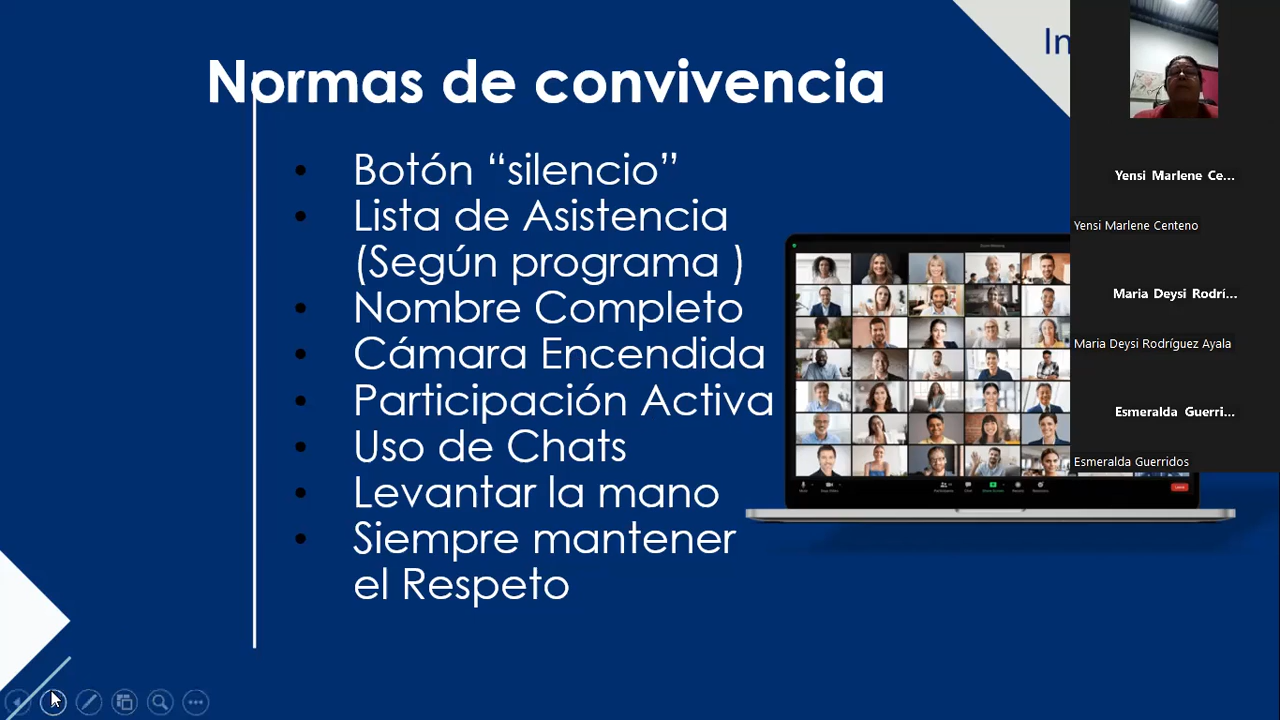 In
Normas de convivencia
Botón “silencio”
Lista de Asistencia
(Según programa )
Nombre Completo
Cámara Encendida
Participación Activa
Uso de Chats
Levantar la mano
Siempre mantener
el Respeto
Yensi Marlene Ce...
Yensi Marlene Centeno
Maria Deysi Rodrí...
Maria Deysi Rodríguez Ayala
Esmeralda Guerri...
Esmeralda Guerridos